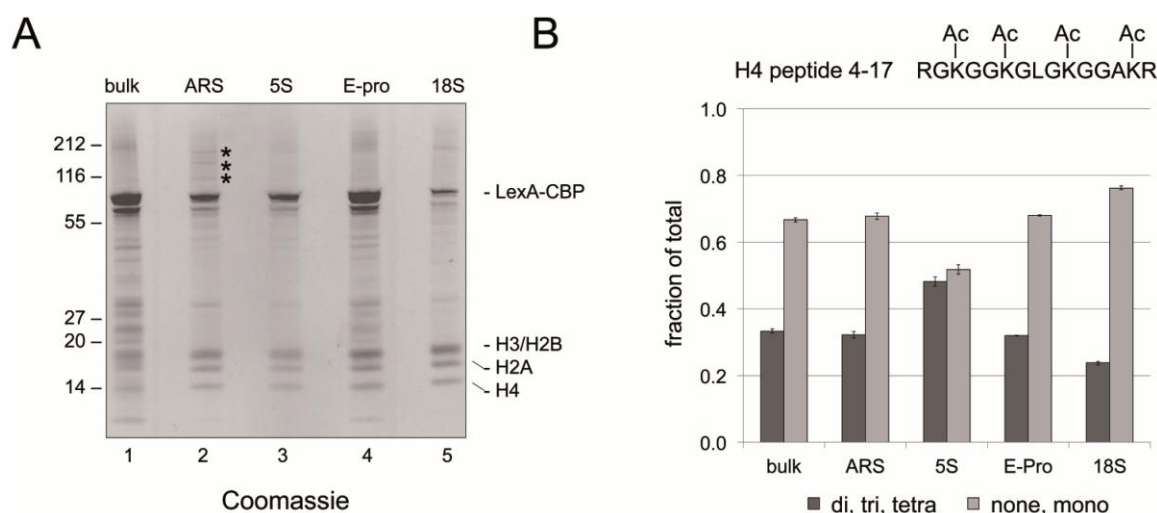 A
bulk ARS 5S E-pro 18S
212
116
55
27
20
14
***
- LexA-CBP
- H3/H2B
H2A
H4
1 2 3 4 5
Coomassie
B
Ac Ac Ac Ac
H4 peptide 4-17 RGKGGKGLGKGGAKR
fraction of total
1.0
0.8
0.6
0.4
0.2
0.0
bulk ARS 5S E-Pro 18S
di, tri, tetra none, mono